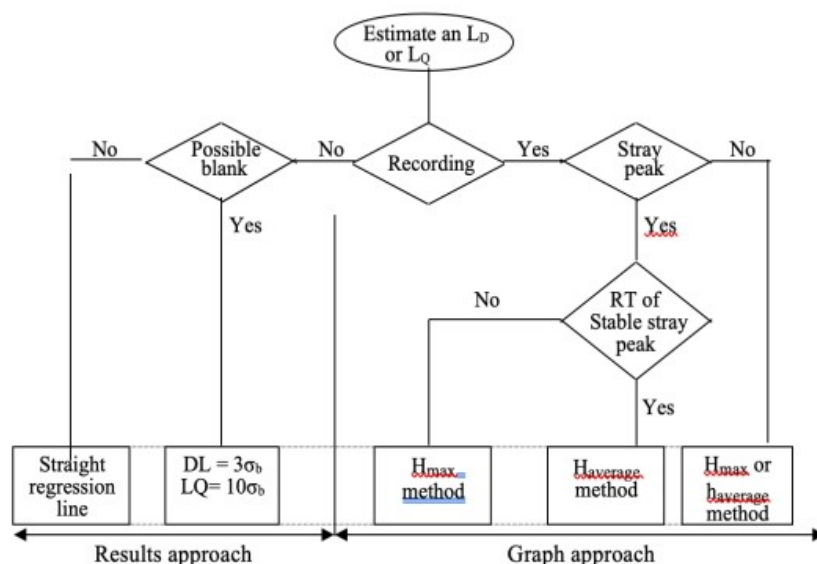 Estimate an LD
or LQ
No
Possible
blank
No
Recording
Yes
Stray
peak
No
Yes
Yes
No
RT of
Stable stray
peak
Yes
Straight
regression
line
DL = 3σb
LQ= 10σb
Hmax
method
Haverage
method
Hmax or
haverage
method
Results approach
Graph approach